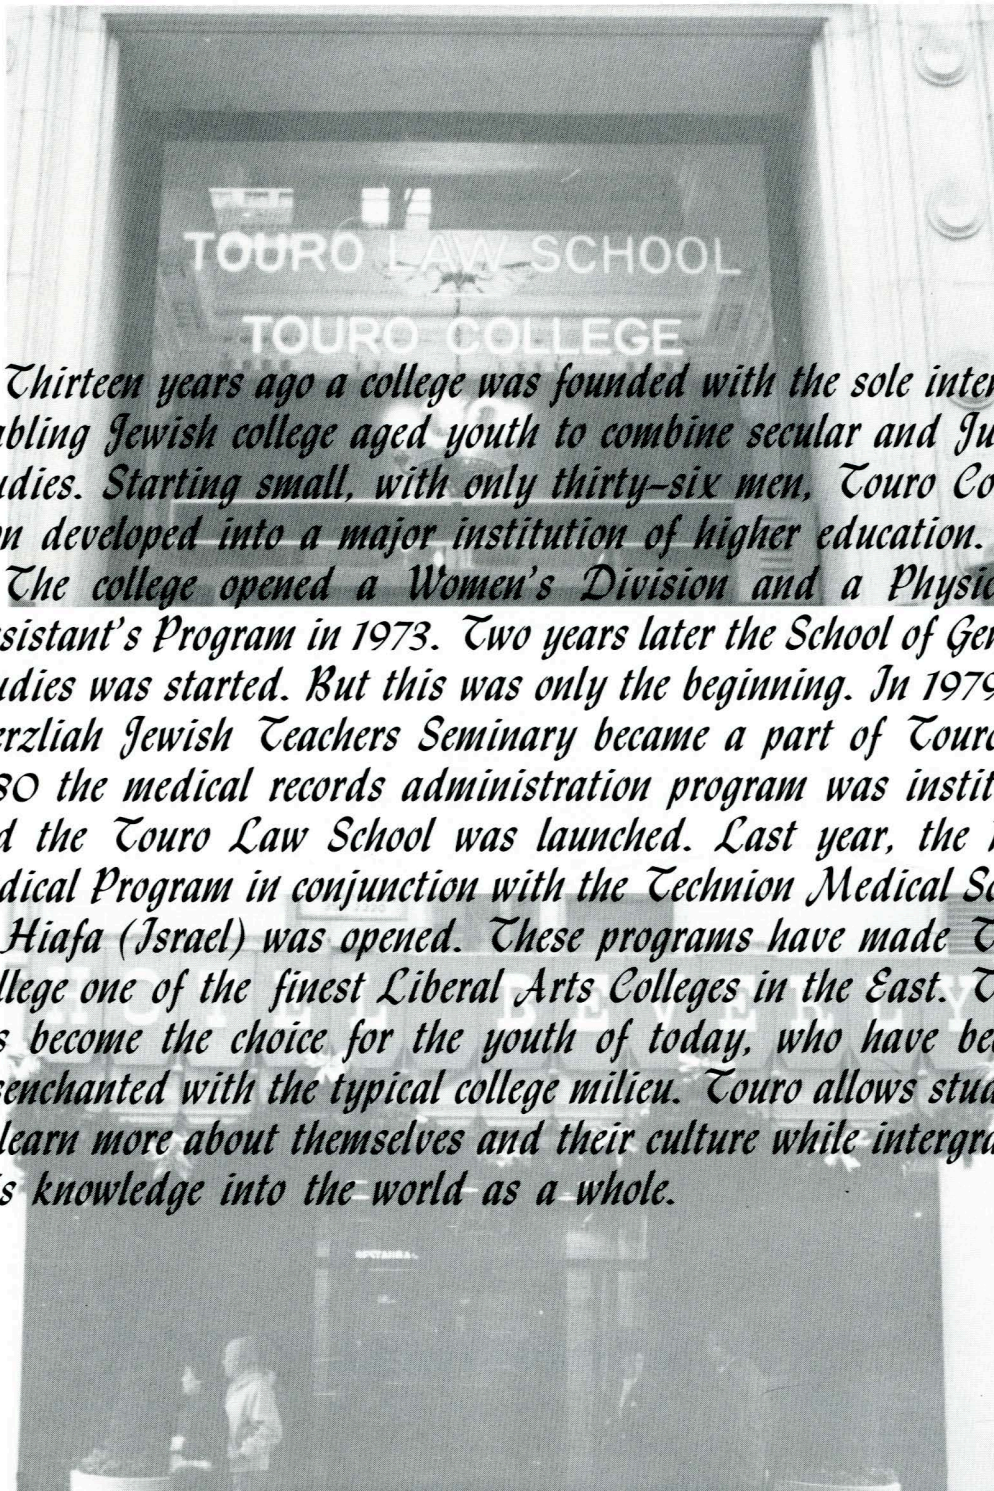 TOURO LAW SCHOOL
TOURO COLLEGE
Thirteen years ago a college was founded with the sole inten
abling Jewish college aged youth to combine secular and Ju
udies. Starting small, with only thirty-six men, Touro Co
on developed into a major institution of higher education.
The college opened a Women's Division and a Physic
ssistant's Program in 1973. Two years later the School of Gen
udies was started. But this was only the beginning. In 1979
erzliah Jewish Teachers Seminary became a part of Touro
80 the medical records administration program was instit
d the Touro Law School was launched. Last year, the
dical Program in conjunction with the Technion Medical Sc
Hiafa (Israel) was opened. These programs have made T
llege one of the finest Liberal Arts Colleges in the East. T
s become the choice for the youth of today, who have be
senchanted with the typical college milieu. Touro allows stud
learn more about themselves and their culture while intergra
is knowledge into the world as a whole.
HOTEL BEVERLY